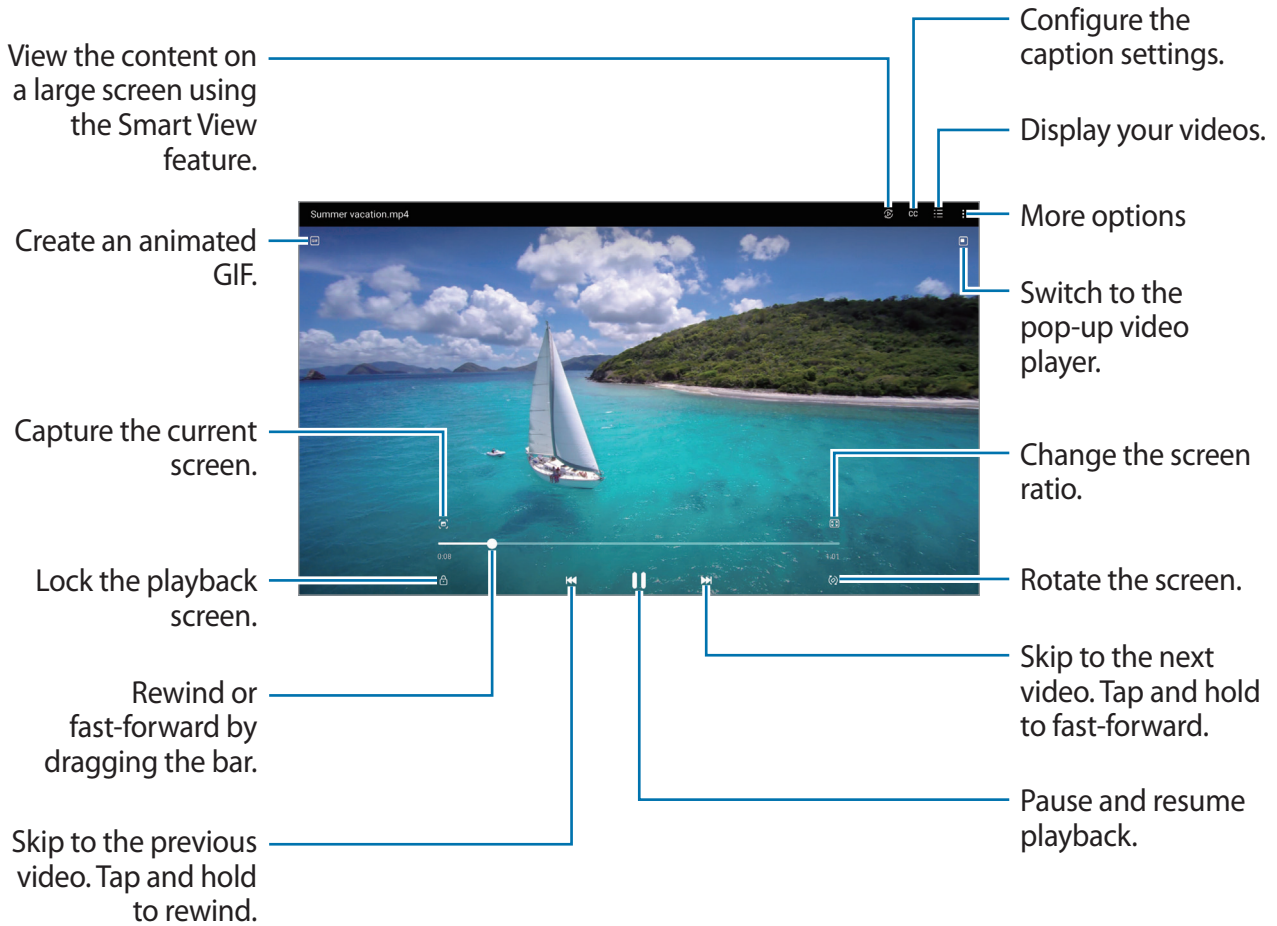 View the content on
a large screen using
the Smart View
feature.
Configure the
caption settings.
Display your videos.
More options
Summer vacation.mp4
CC
GIF
Create an animated
GIF.
Switch to the
pop-up video
player.
Capture the current
screen.
Change the screen
ratio.
0:08
1:01
Lock the playback
screen.
Rotate the screen.
Rewind or
fast-forward by
dragging the bar.
Skip to the next
video. Tap and hold
to fast-forward.
Skip to the previous
video. Tap and hold
to rewind.
Pause and resume
playback.